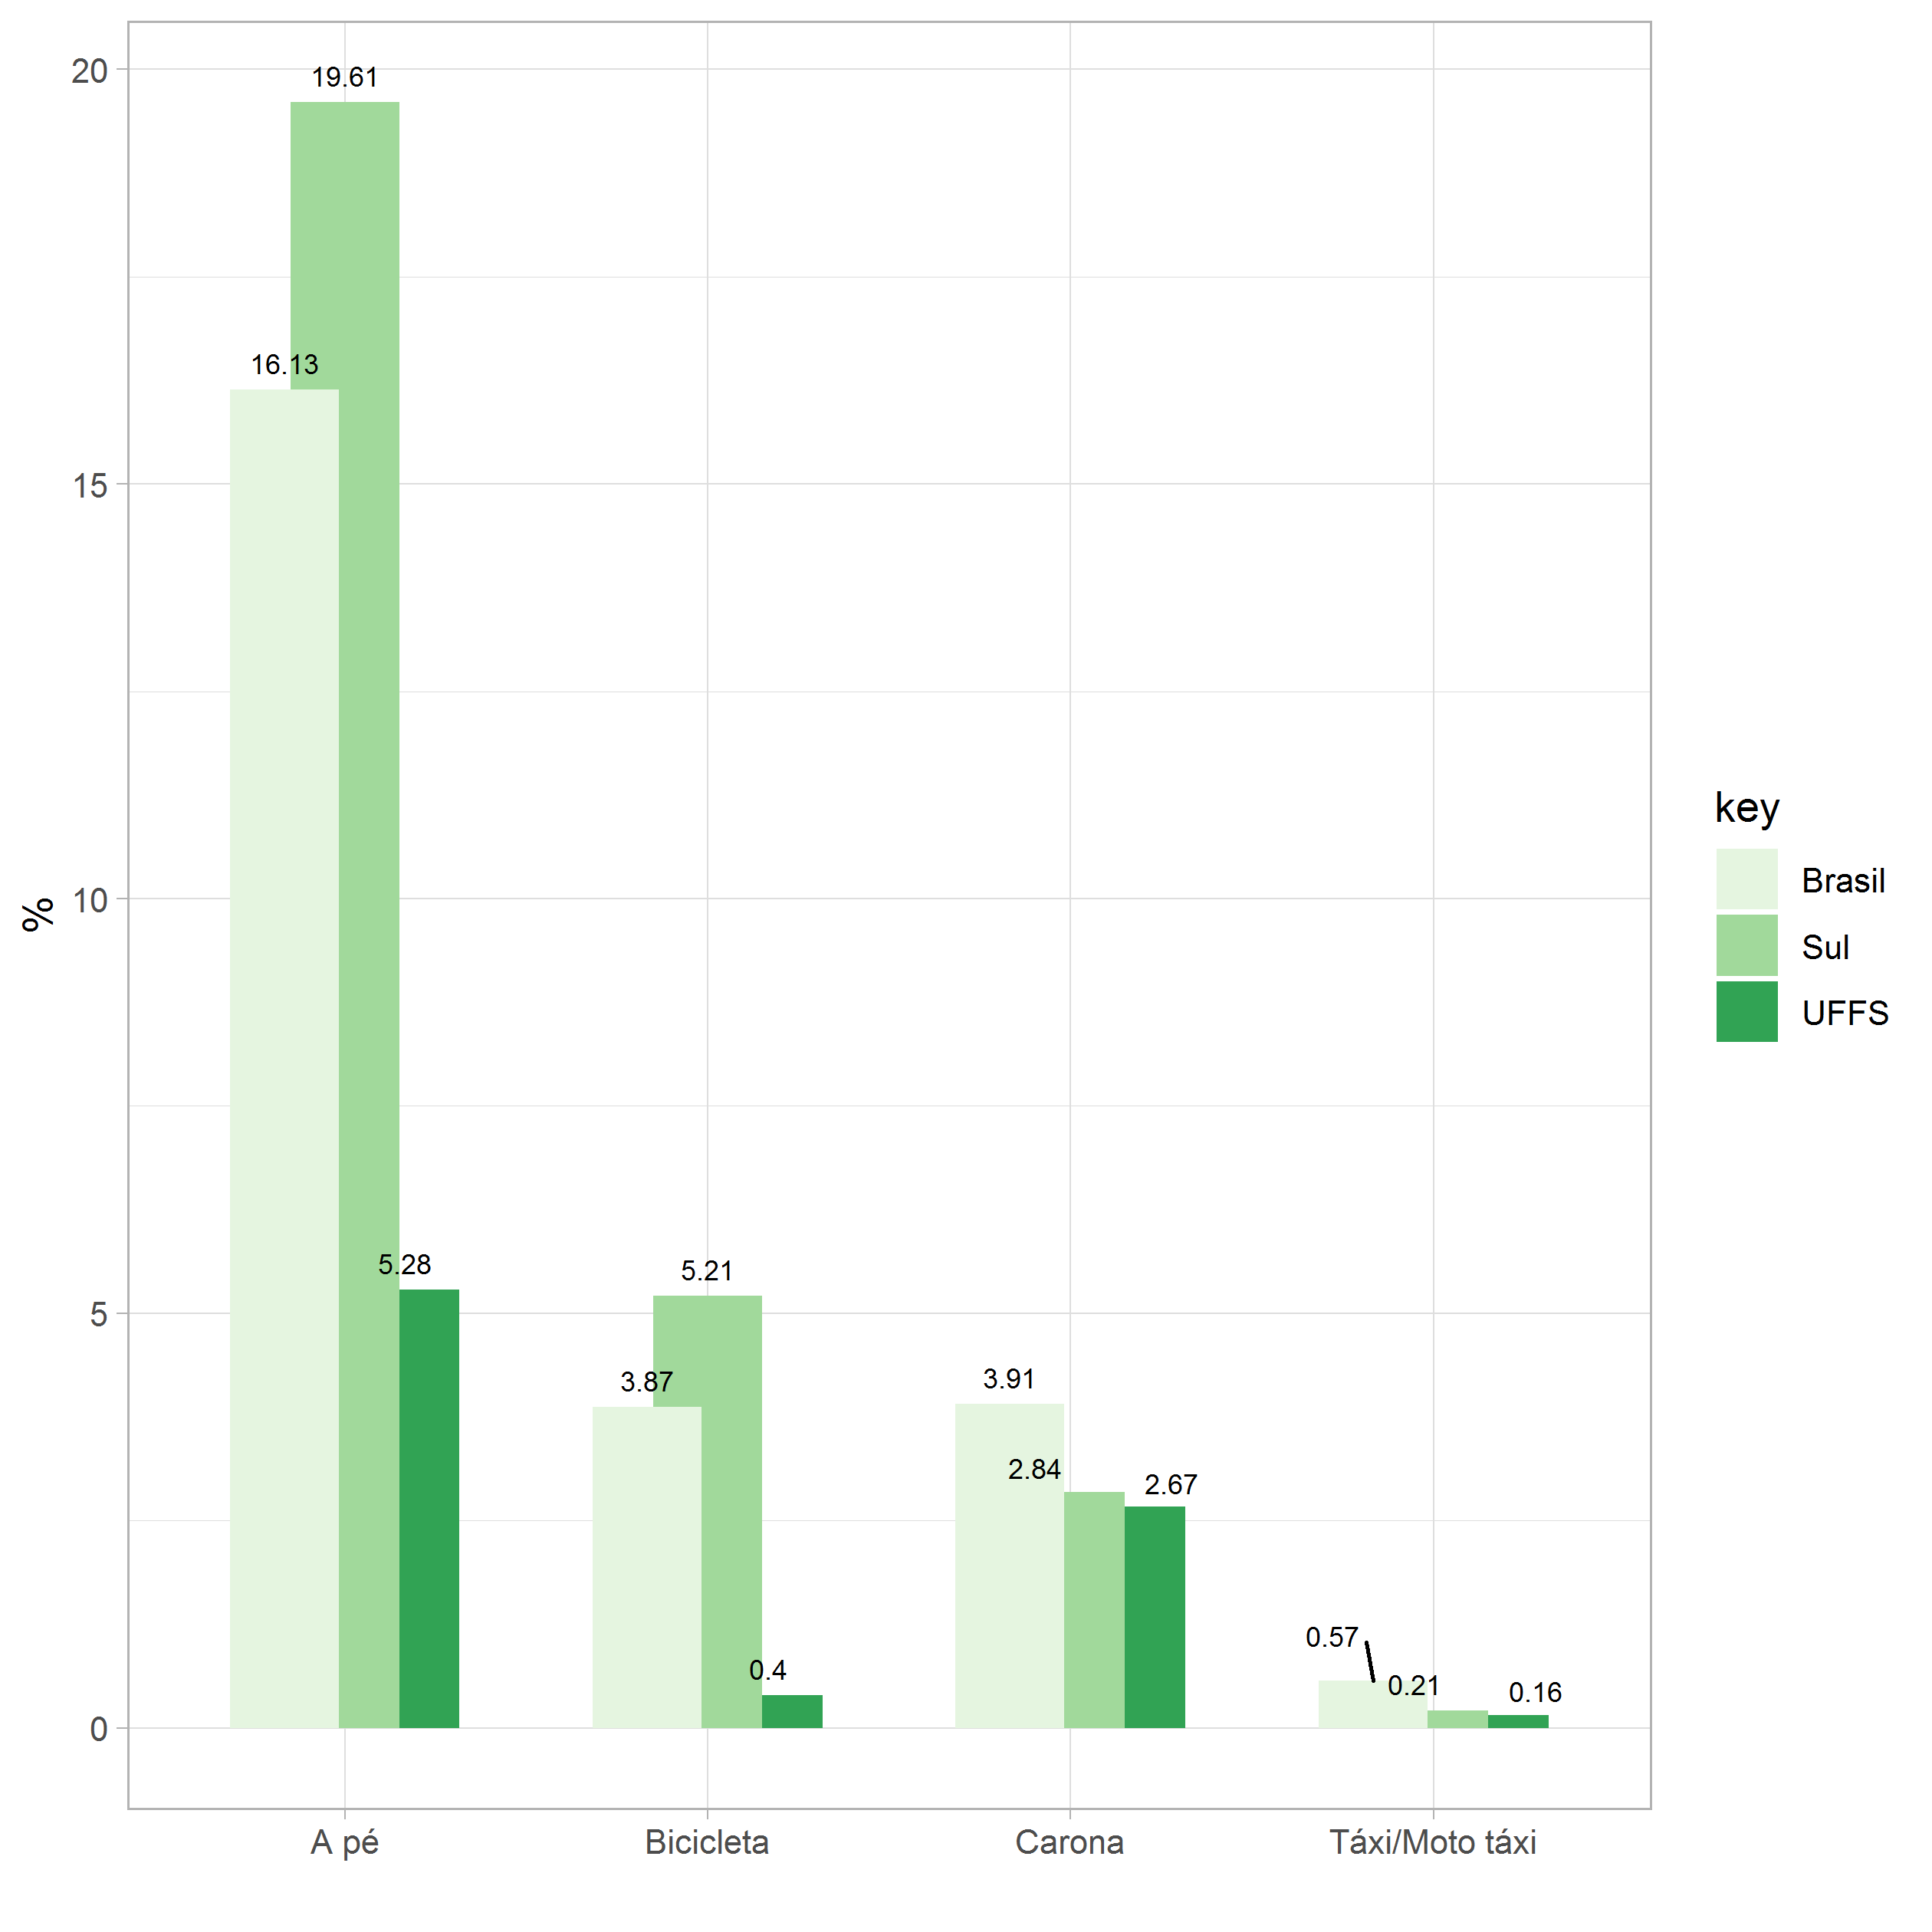 20
15
10
5
0
%
19.61
16.13
5.28
5.21
3.87
0.4
3.91
2.84
2.67
0.57
0.21
0.16
A pé
Bicicleta
Carona
Táxi/Moto táxi
key
Brasil
Sul
UFFS